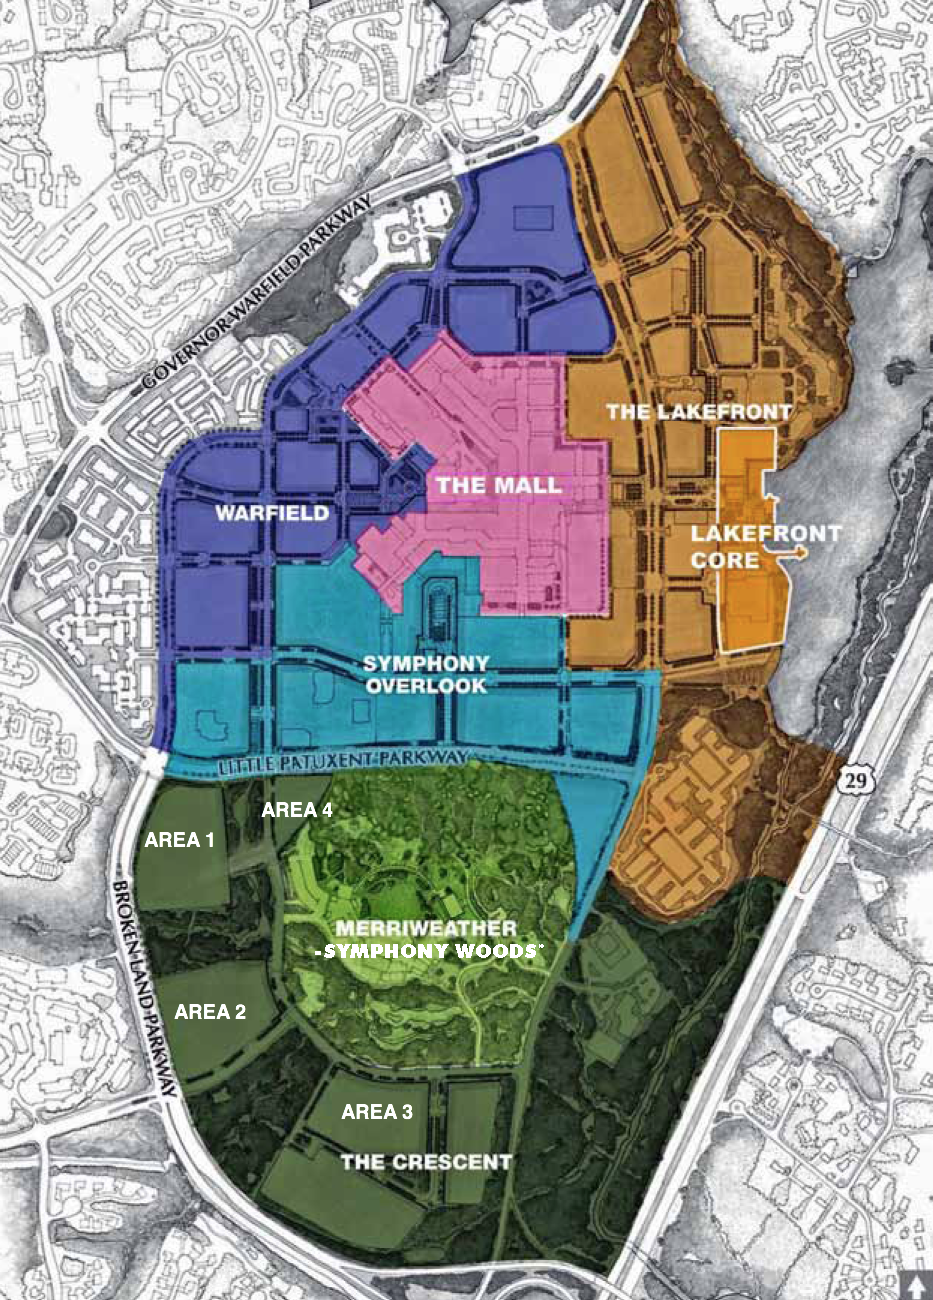 GOVERNOR WARFIELD PARKWAY
THE LAKEFRONT
THE MALL
WARFIELD
LAKEFRONT
CORE
SYMPHONY
OVERLOOK
LITTLE PATUXENT PARKWAY
29
AREA 4
AREA 1
BROKEN LAND PARKWAY
MERRIWEATHER
-SYMPHONY WOODS*
AREA 2
AREA 3
THE CRESCENT